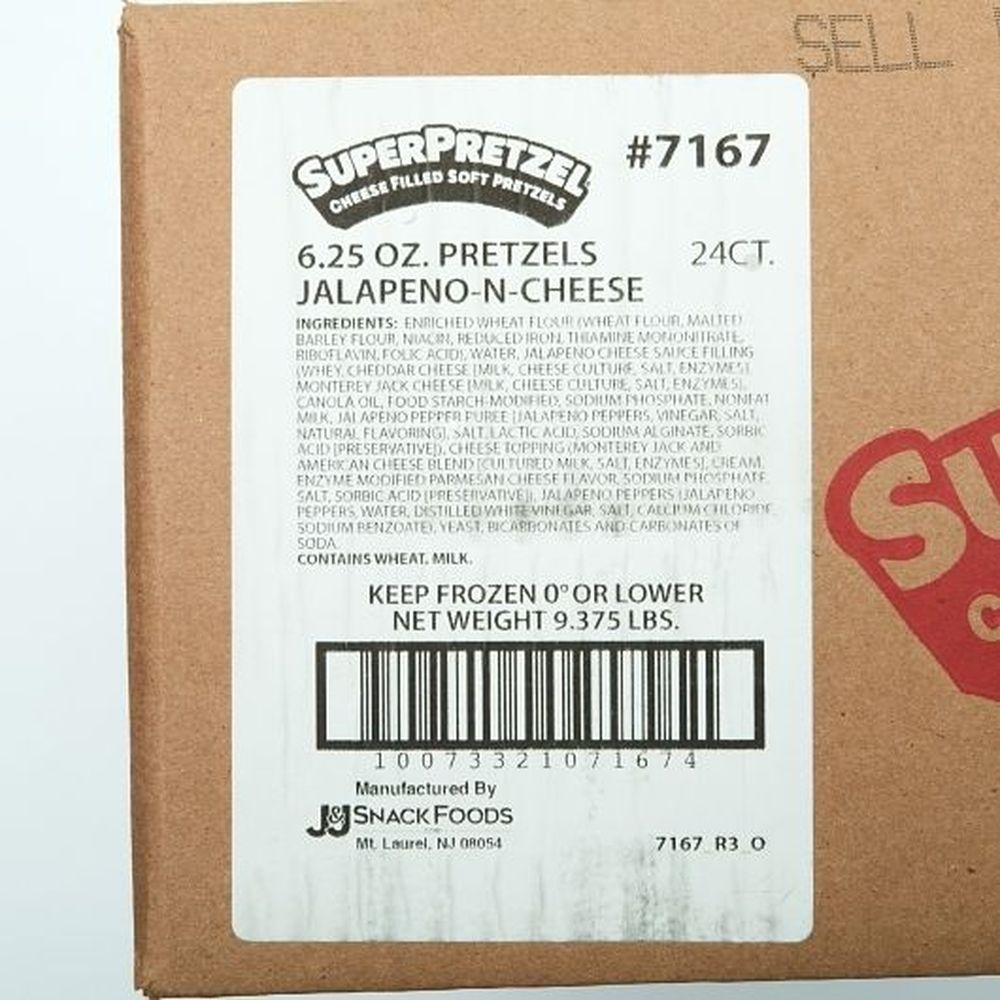 SELL
SUPERPRETZEL
CHEESE FILLED SOFT PRETZELS
#7167
6.25 OZ. PRETZELS 24CT.
JALAPENO-N-CHEESE
INGREDIENTS: ENRICHED WHEAT FLOUR (WHEAT FLOUR, MALTED
BARLEY FLOUR, NIACIN, REDUCED IRON, THIAMINE MONONITRATE,
RIBOFLAVIN, FOLIC ACID), WATER, JALAPENO CHEESE SAUCE FILLING
(WHEY, CHEDDAR CHEESE [MILK, CHEESE CULTURE, SALT, ENZYMES],
MONTEREY JACK CHEESE [MILK, CHEESE CULTURE, SALT, ENZYMES],
CANOLA OIL, FOOD STARCH-MODIFIED, SODIUM PHOSPHATE, NONFAT
MILK, JALAPENO PEPPER PUREE [JALAPENO PEPPERS, VINEGAR, SALT,
NATURAL FLAVORING], SALT, LACTIC ACID, SODIUM ALGINATE, SORBIC
ACID [PRESERVATIVE]), CHEESE TOPPING (MONTEREY JACK AND
AMERICAN CHEESE BLEND [CULTURED MILK, SALT, ENZYMES], CREAM,
ENZYME MODIFIED PARMESAN CHEESE FLAVOR, SODIUM PHOSPHATE,
SALT, SORBIC ACID [PRESERVATIVE]), JALAPENO PEPPERS (JALAPENO
PEPPERS, WATER, DISTILLED WHITE VINEGAR, SALT, CALCIUM CHLORIDE,
SODIUM BENZOATE), YEAST, BICARBONATES AND CARBONATES OF
SODA.
CONTAINS WHEAT, MILK.
KEEP FROZEN 0° OR LOWER
NET WEIGHT 9.375 LBS.
10073321071674
Manufactured By
J&J SNACK FOODS
Mt. Laurel, NJ 08054
7167 R3 O
SU
C